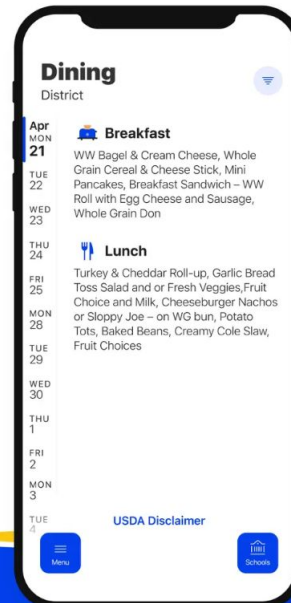 Dining
District
Apr
MON
21
TUE
22
WED
23
THU
24
FRI
25
MON
28
TUE
29
WED
30
THU
1
FRI
2
MON
3
TUE
4
Breakfast
WW Bagel & Cream Cheese, Whole
Grain Cereal & Cheese Stick, Mini
Pancakes, Breakfast Sandwich – WW
Roll with Egg Cheese and Sausage,
Whole Grain Don
Lunch
Turkey & Cheddar Roll-up, Garlic Bread
Toss Salad and or Fresh Veggies,Fruit
Choice and Milk, Cheeseburger Nachos
or Sloppy Joe – on WG bun, Potato
Tots, Baked Beans, Creamy Cole Slaw,
Fruit Choices
USDA Disclaimer
Menu
Schools